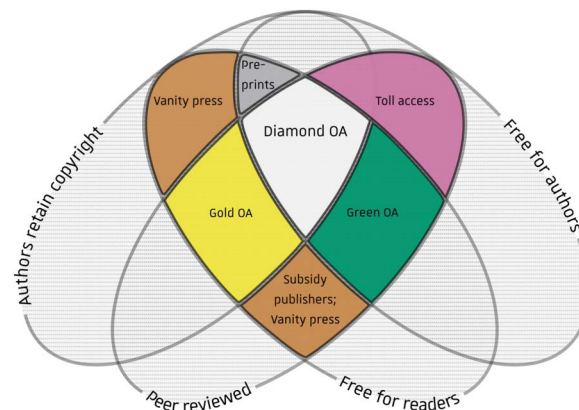 Pre-
prints
Vanity press
Toll access
Diamond OA
Authors retain copyright
Free for authors
Gold OA
Green OA
Subsidy
publishers;
Vanity press
Peer reviewed
Free for readers